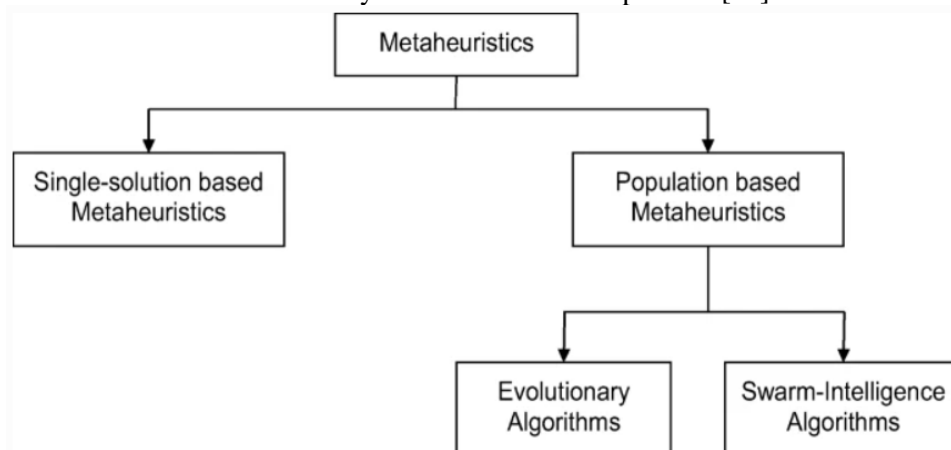 Metaheuristics
Single-solution based
Metaheuristics
Population based
Metaheuristics
Evolutionary
Algorithms
Swarm-Intelligence
Algorithms